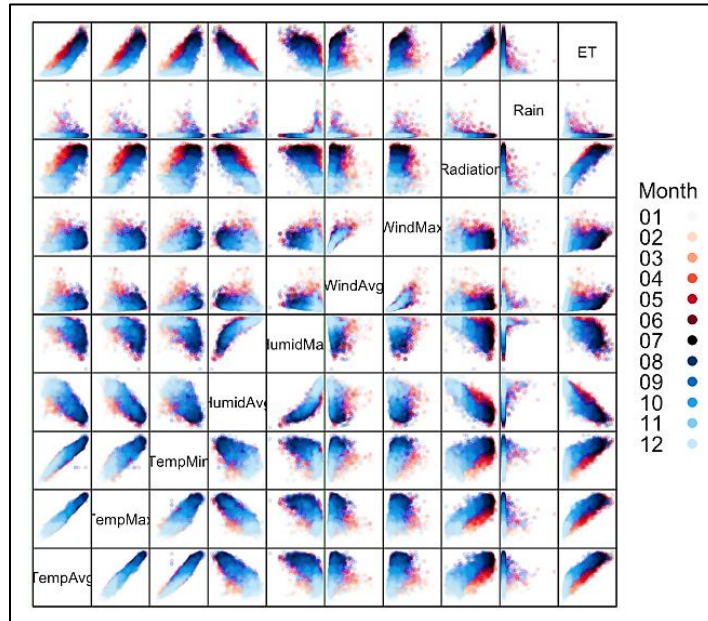 ET
Rain
Radiation
WindMax
WindAvg
HumidMa
HumidAvg
TempMin
TempMax
TempAvg
Month
01
02
03
04
05
06
07
08
09
10
11
12